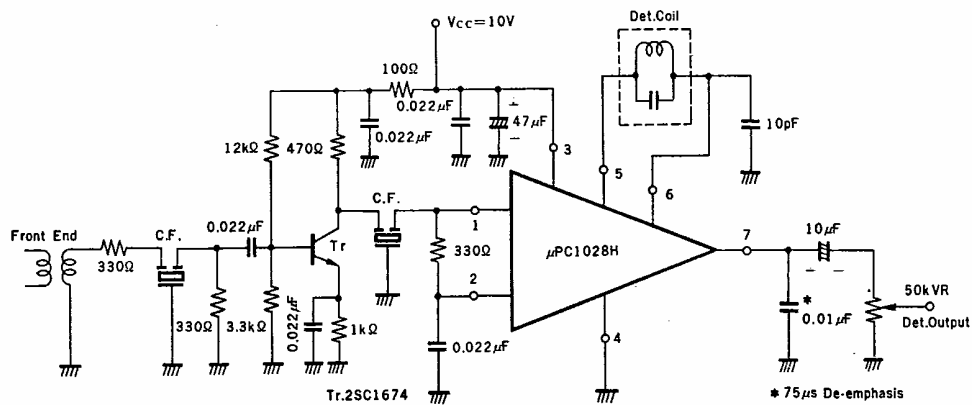 Det.Coil
Vcc=10V
100Ω
0.022μF
0.022μF
47μF
10pF
12kΩ
470Ω
3
5
6
C.F.
0.022μF
Front End
C.F.
Tr
1
330Ω
μPC1028H
7
10μF
330Ω
2
50kVR
330Ω
3.3kΩ
0.022μF
1kΩ
4
*
0.01μF
Det.Output
0.022μF
Tr.2SC1674
* 75μs De-emphasis